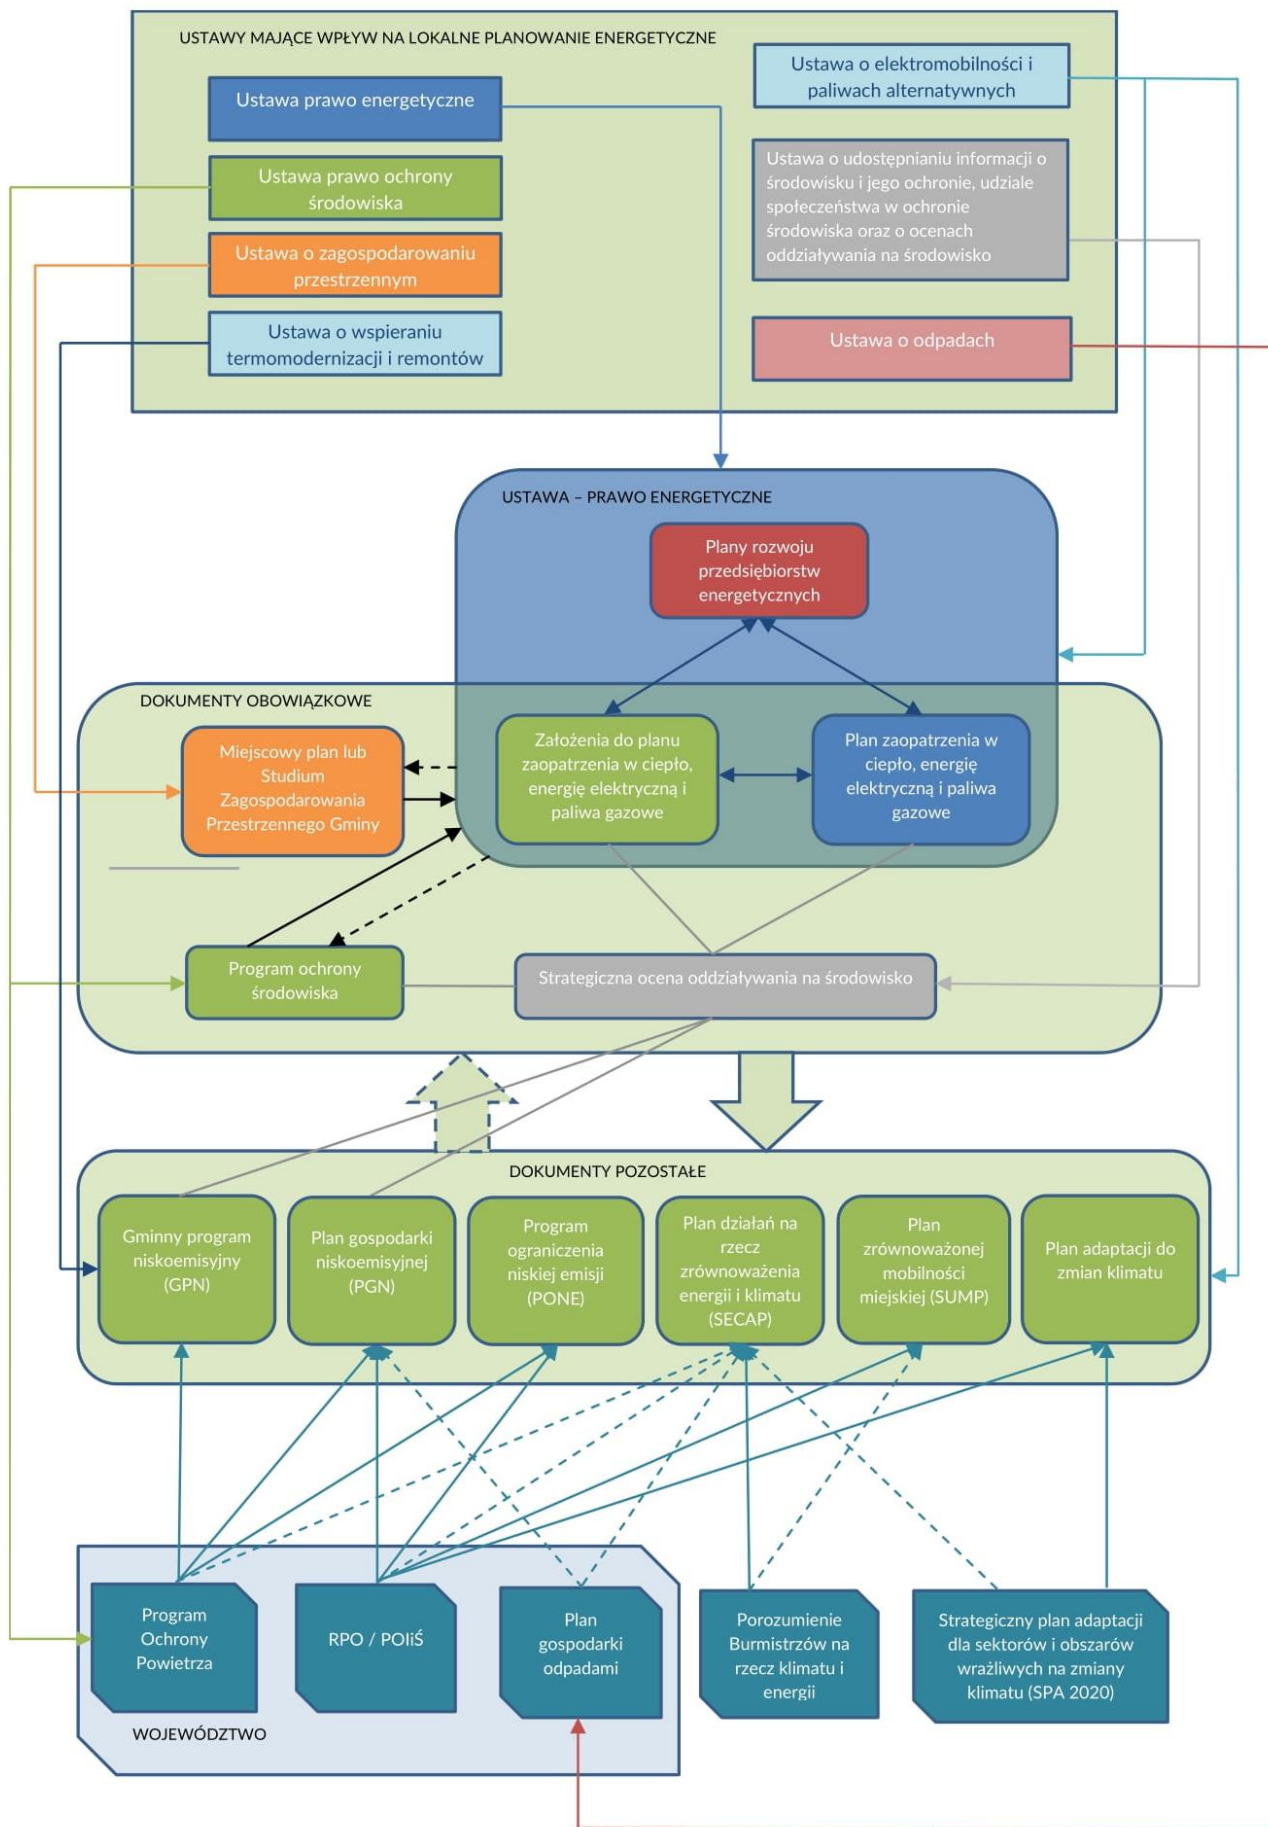 USTAWY MAJĄCE WPŁYW NA LOKALNE PLANOWANIE ENERGETYCZNE
Ustawa prawo energetyczne
Ustawa prawo ochrony
środowiska
Ustawa o zagospodarowaniu
przestrzennym
Ustawa o wspieraniu
termomodernizacji i remontów
Ustawa o elektromobilności i
paliwach alternatywnych
Ustawa o udostępnianiu informacji o
środowisku i jego ochronie, udziale
społeczeństwa w ochronie
środowiska oraz o ocenach
oddziaływania na środowisko
Ustawa o odpadach
USTAWA – PRAWO ENERGETYCZNE
Plany rozwoju
przedsiębiorstw
energetycznych
DOKUMENTY OBOWIĄZKOWE
Miejscowy plan lub
Studium
Zagospodarowania
Przestrzennego Gminy
Założenia do planu
zaopatrzenia w ciepło,
energię elektryczną i
paliwa gazowe
Plan zaopatrzenia w
ciepło, energię
elektryczną i paliwa
gazowe
Program ochrony
środowiska
Strategiczna ocena oddziaływania na środowisko
DOKUMENTY POZOSTAŁE
Gminny program
niskoemisyjny
(GPN)
Plan gospodarki
niskoemisyjnej
(PGN)
Program
ograniczenia
niskiej emisji
(PONE)
Plan działań na
rzecz
zrównoważenia
energii i klimatu
(SECAP)
Plan
zrównoważonej
mobilności
miejskiej (SUMP)
Plan adaptacji do
zmian klimatu
Program
Ochrony
Powietrza
RPO / POIiŚ
Plan
gospodarki
odpadami
WOJEWÓDZTWO
Porozumienie
Burmistrzów na
rzecz klimatu i
energii
Strategiczny plan adaptacji
dla sektorów i obszarów
wrażliwych na zmiany
klimatu (SPA 2020)